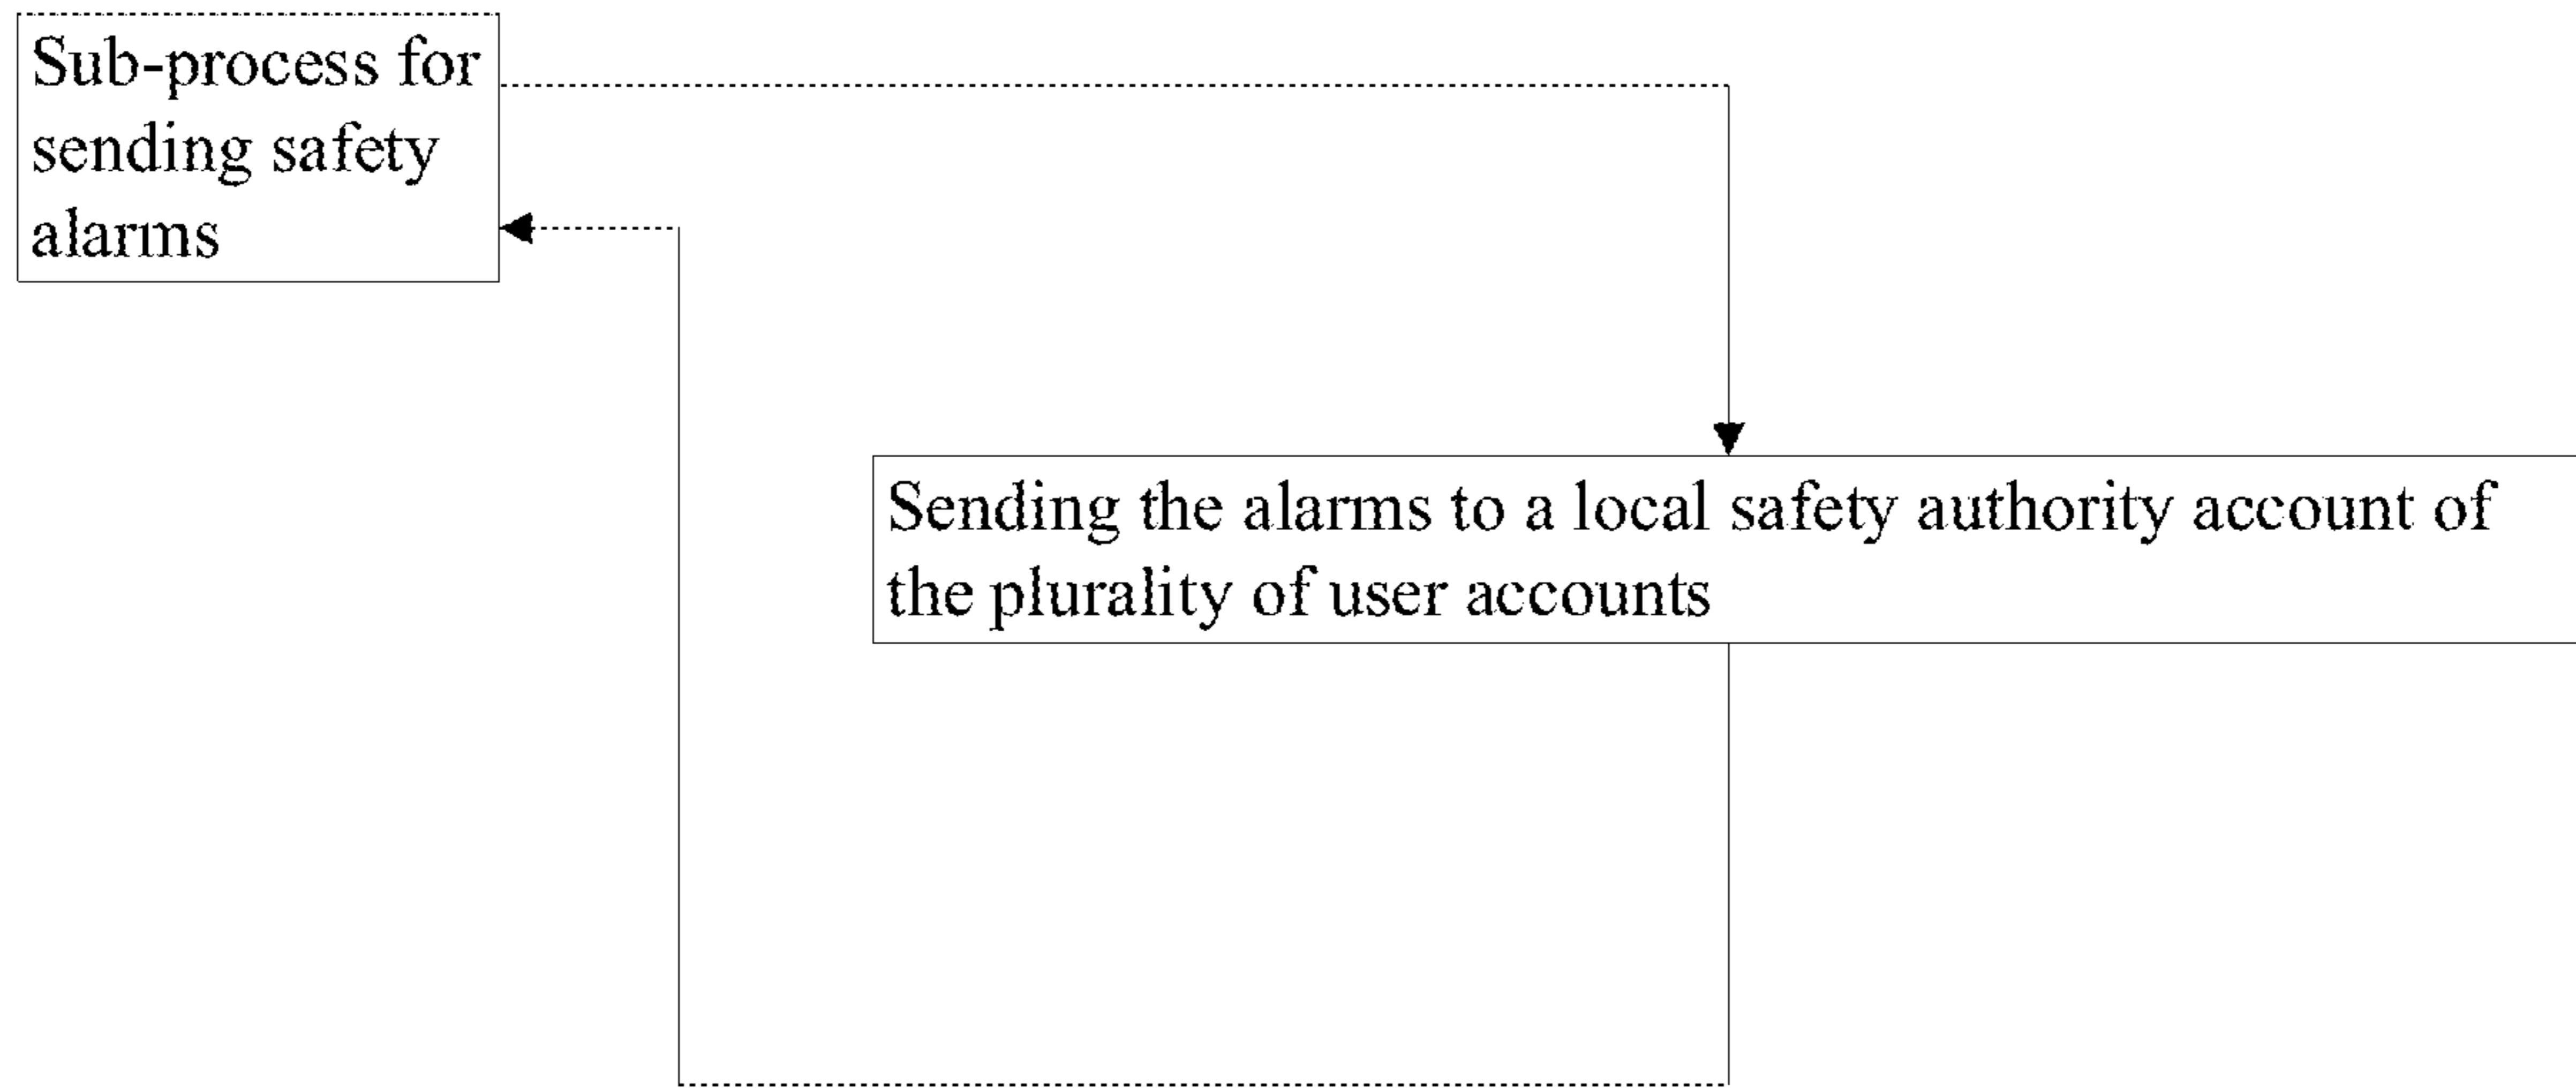 Sub-process for
sending safety
alarms
Sending the alarms to a local safety authority account of
the plurality of user accounts